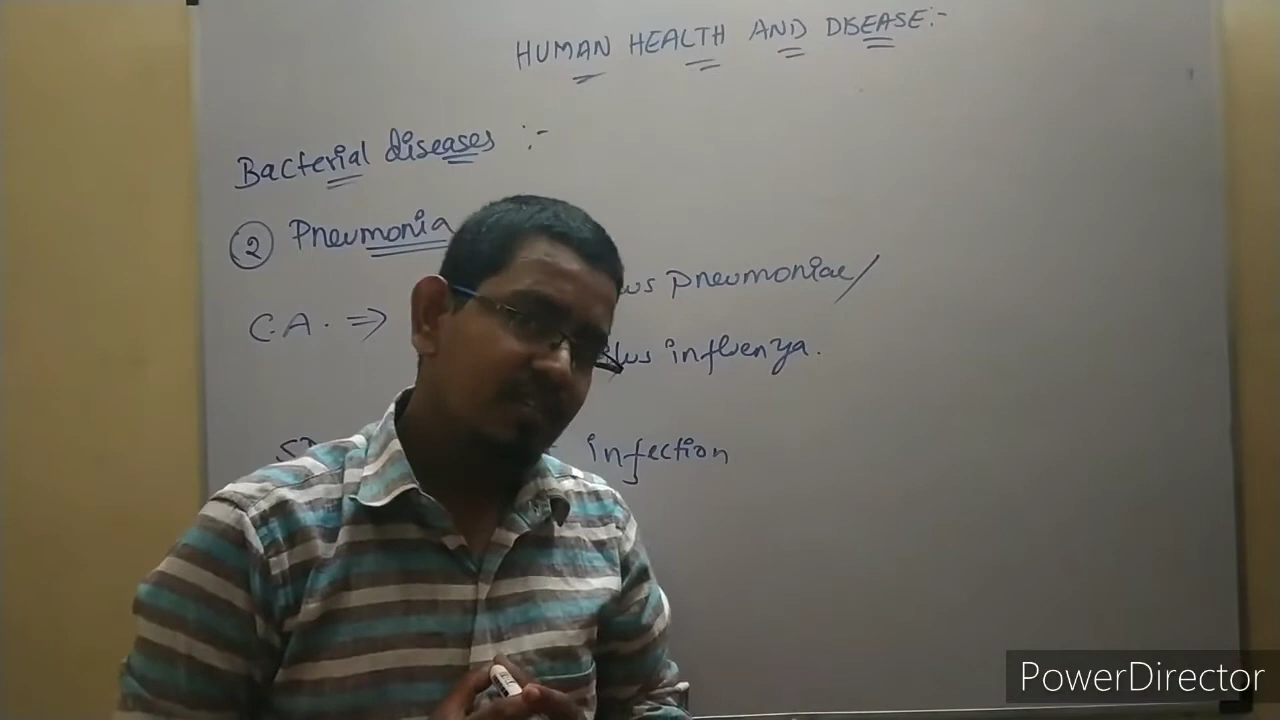 HUMAN HEALTH AND DISEASE:-
Bacterial diseases :-
② Pneumonia
C.A. ⇒ us pneumoniae/
lus influenza.
infection
PowerDirector